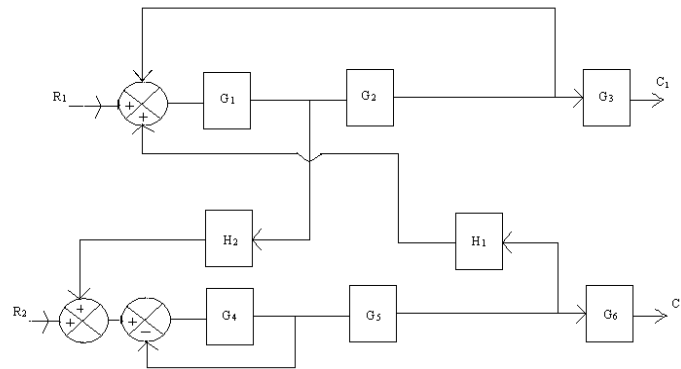 R1 + + G1 G2 G3 C1
H2 H1
R2 + + + − G4 G5 G6 C